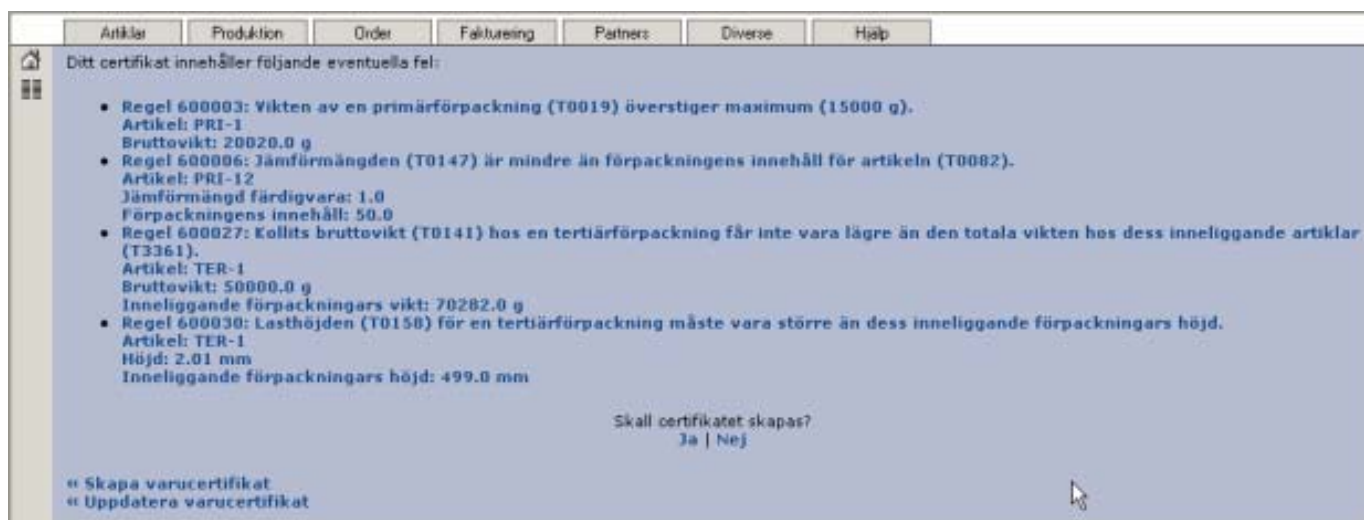 Artiklar Produktion Order Fakturering Partners Diverse Hjälp
Ditt certifikat innehåller följande eventuella fel:
• Regel 600003: Vikten av en primärförpackning (T0019) överstiger maximum (15000 g).
Artikel: PRI-1
Bruttovikt: 20020.0 g
• Regel 600006: Jämförmängden (T0147) är mindre än förpackningens innehåll för artikeln (T0082).
Artikel: PRI-12
Jämförmängd färdigvara: 1.0
Förpackningens innehåll: 50.0
• Regel 600027: Kollits bruttovikt (T0141) hos en tertiärförpackning får inte vara lägre än den totala vikten hos dess inneliggande artiklar
(T3361).
Artikel: TER-1
Bruttovikt: 50000.0 g
Inneliggande förpackningars vikt: 70282.0 g
• Regel 600030: Lasthöjden (T0158) för en tertiärförpackning måste vara större än dess inneliggande förpackningars höjd.
Artikel: TER-1
Höjd: 2.01 mm
Inneliggande förpackningars höjd: 499.0 mm
Skall certifikatet skapas?
Ja | Nej
« Skapa varucertifikat
« Uppdatera varucertifikat